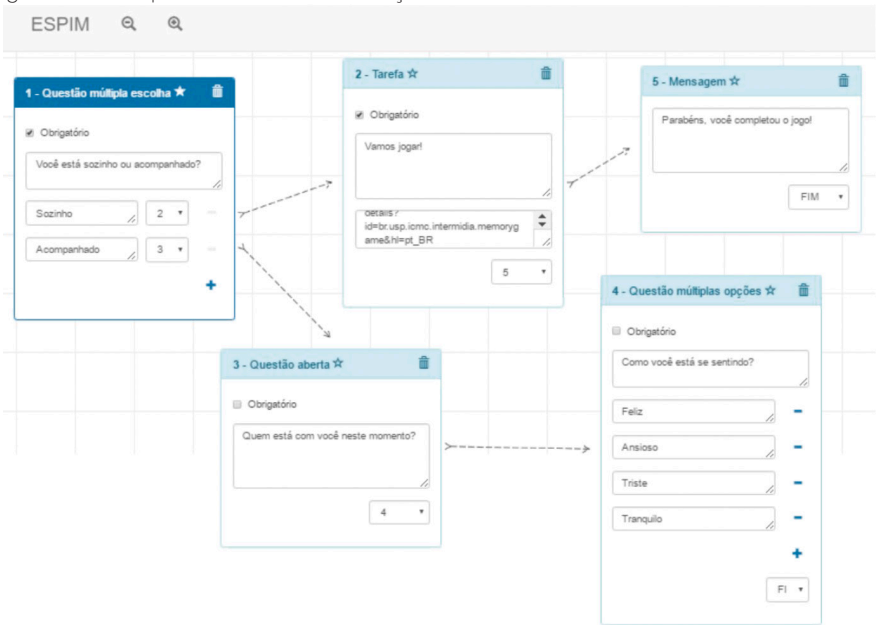 ESPIM
1 - Questão múltipla escolha
Obrigatório
Você está sozinho ou acompanhado?
Sozinho 2
Acompanhado 3
2 - Tarefa
Obrigatório
Vamos jogar!
details?
id=br.usp.icmc.intermidia.memoryg
ame&hl=pt_BR
5
5 - Mensagem
Parabéns, você completou o jogo!
FIM
3 - Questão aberta
Obrigatório
Quem está com você neste momento?
4
4 - Questão múltiplas opções
Obrigatório
Como você está se sentindo?
Feliz
Ansioso
Triste
Tranquilo
FI